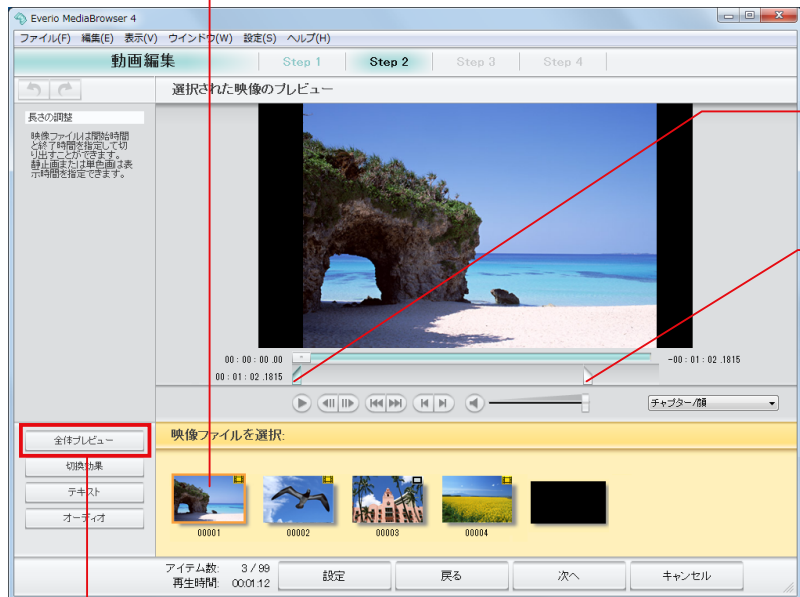 Everio MediaBrowser 4
ファイル(F) 編集(E) 表示(V) ウインドウ(W) 設定(S) ヘルプ(H)
動画編集 Step 1 Step 2 Step 3 Step 4
選択された映像のプレビュー
長さの調整
映像ファイルは開始時間
と終了時間を指定して切
り出すことができます。
静止画または単色画は表
示時間を指定できます。
00 : 00 : 00 .00 -00 : 01 : 02 .1815
00 : 01 : 02 .1815
チャプター/顔
全体プレビュー
切換効果
テキスト
オーディオ
映像ファイルを選択:
00001 00002 00003 00004
アイテム数: 3 / 99
再生時間: 00:01:12
設定 戻る 次へ キャンセル